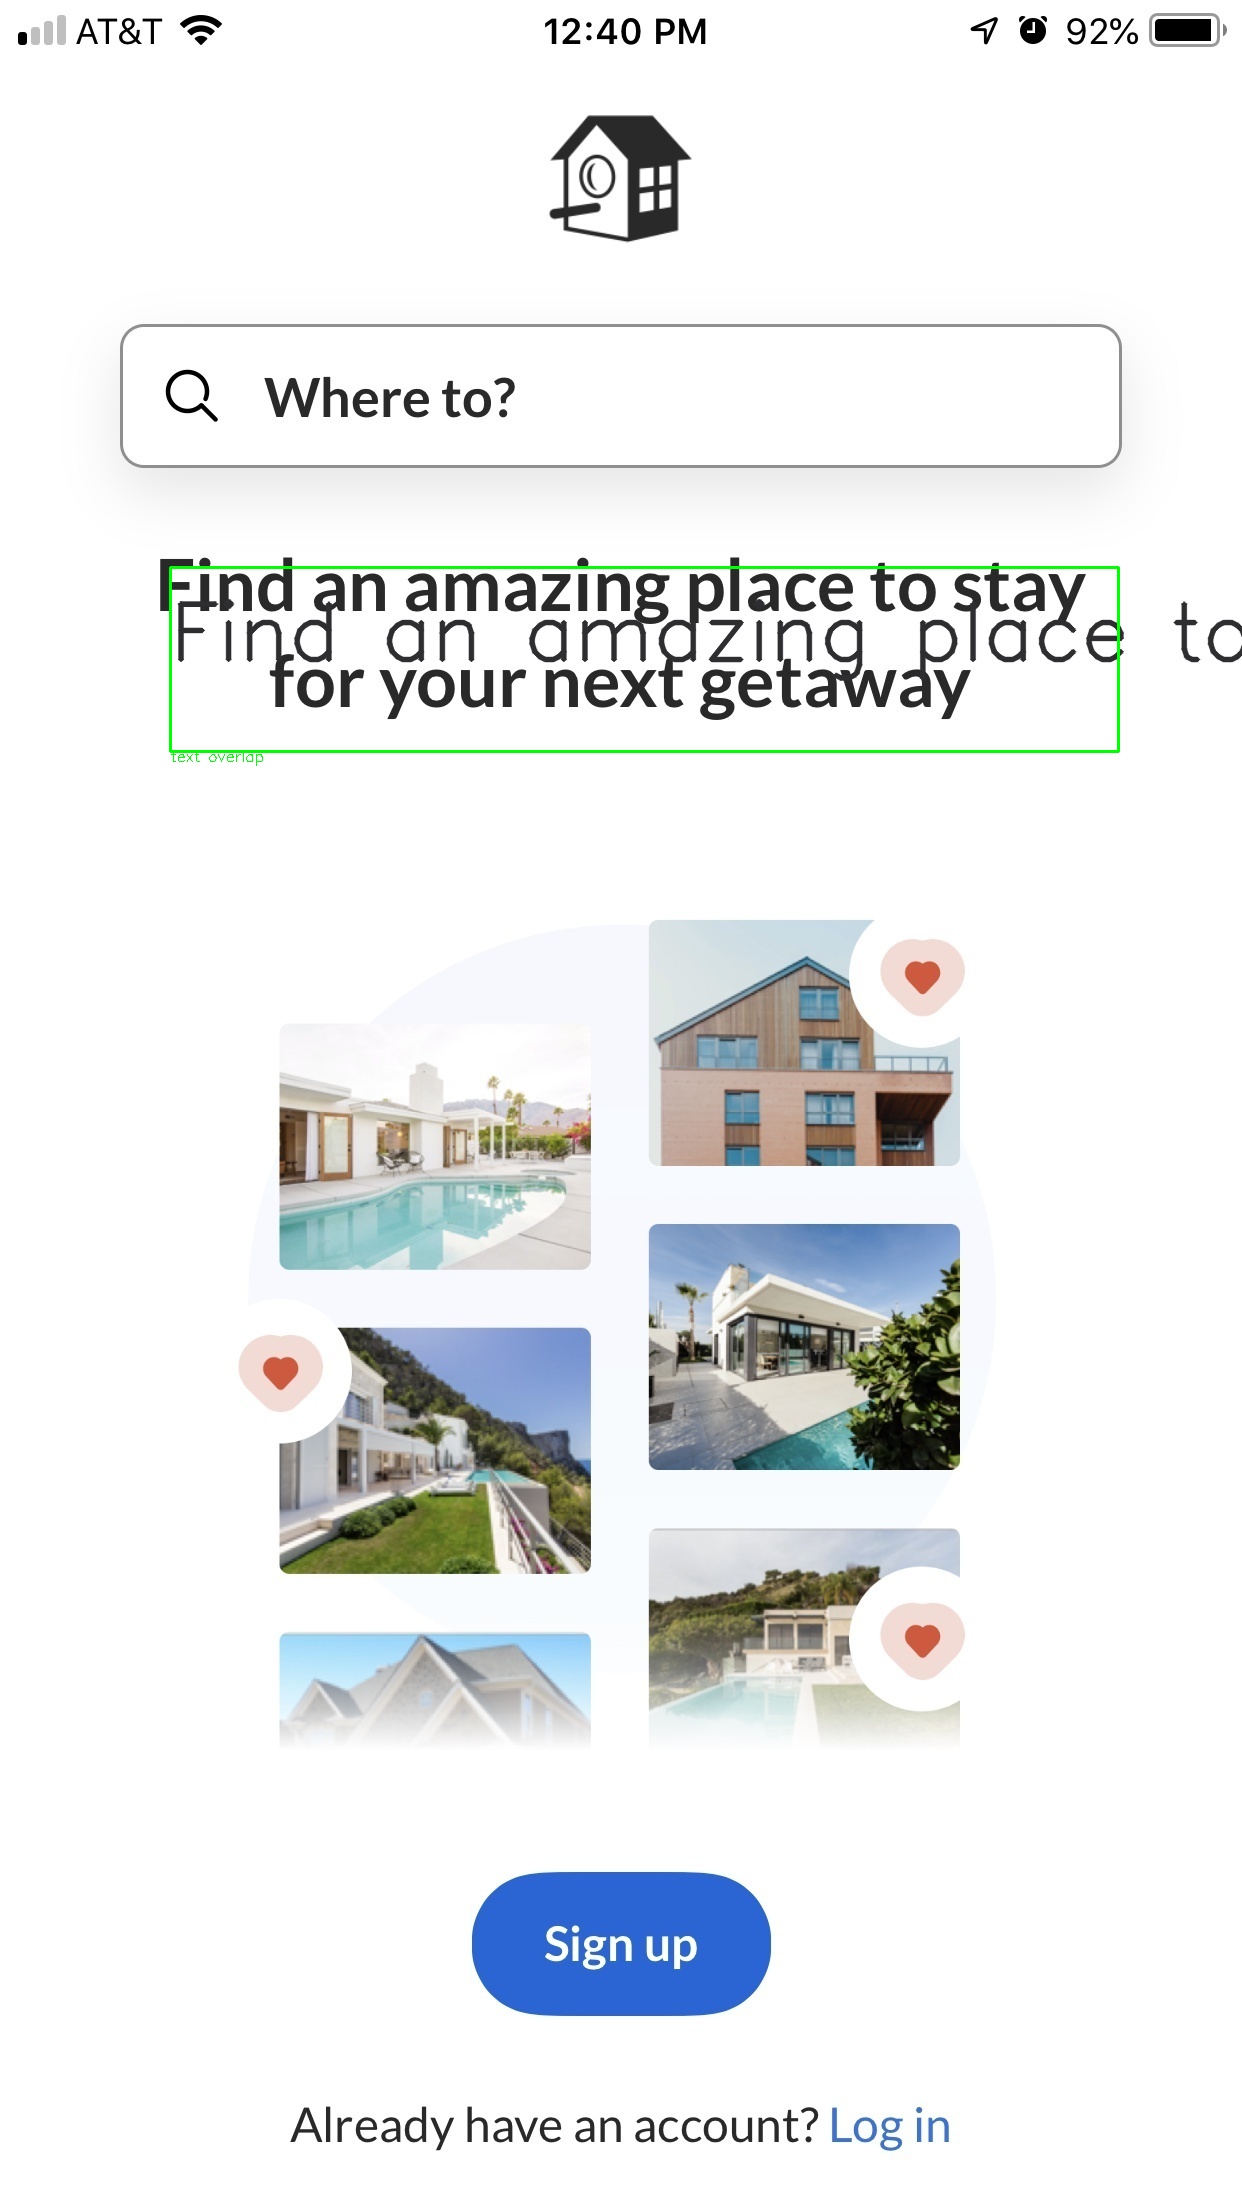 AT&T 12:40 PM 92%
Where to?
Find an amazing place to stay
Find an amazing place to
for your next getaway
text overlap
Sign up
Already have an account? Log in